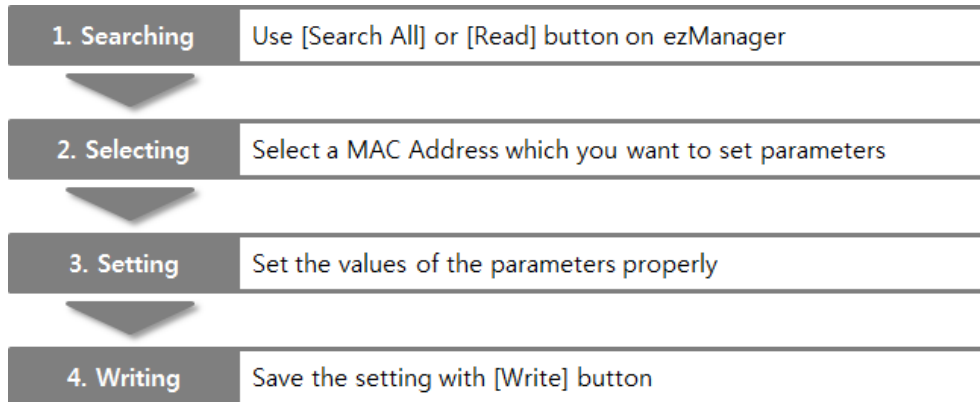 1. Searching Use [Search All] or [Read] button on ezManager
2. Selecting Select a MAC Address which you want to set parameters
3. Setting Set the values of the parameters properly
4. Writing Save the setting with [Write] button